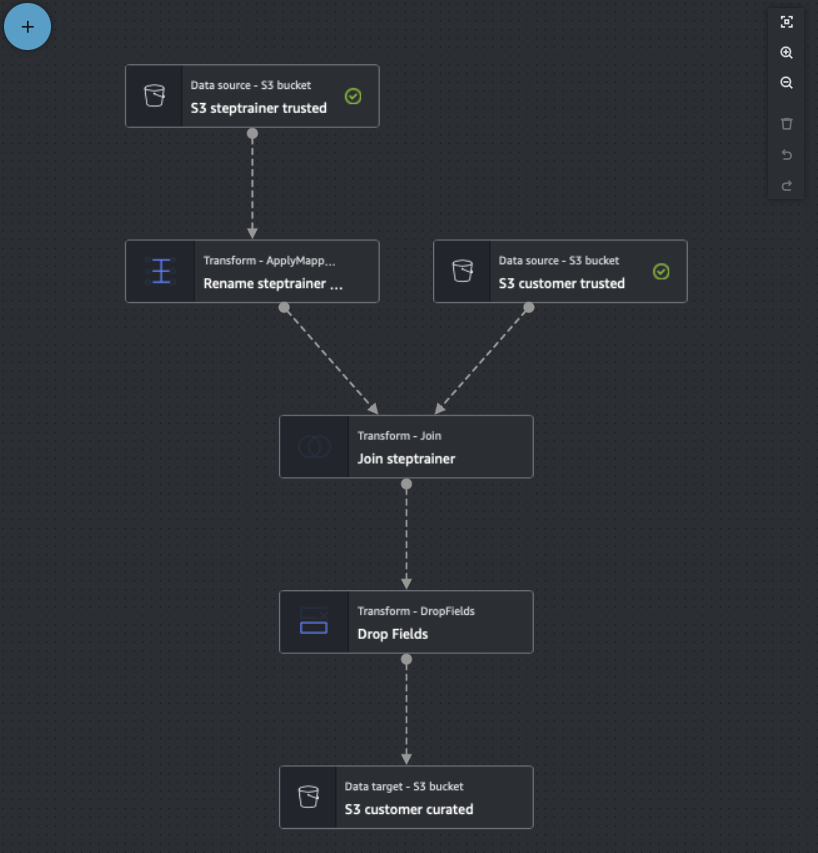 Data source - S3 bucket
S3 steptrainer trusted
Transform - ApplyMapp...
Rename steptrainer ...
Data source - S3 bucket
S3 customer trusted
Transform - Join
Join steptrainer
Transform - DropFields
Drop Fields
Data target - S3 bucket
S3 customer curated